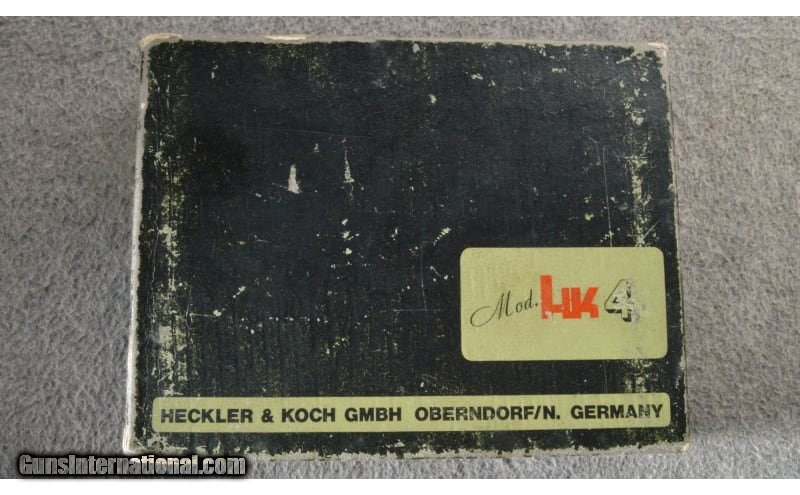 Mod. HK 4
HECKLER & KOCH GMBH OBERNDORF/N. GERMANY
GunsInternational.com